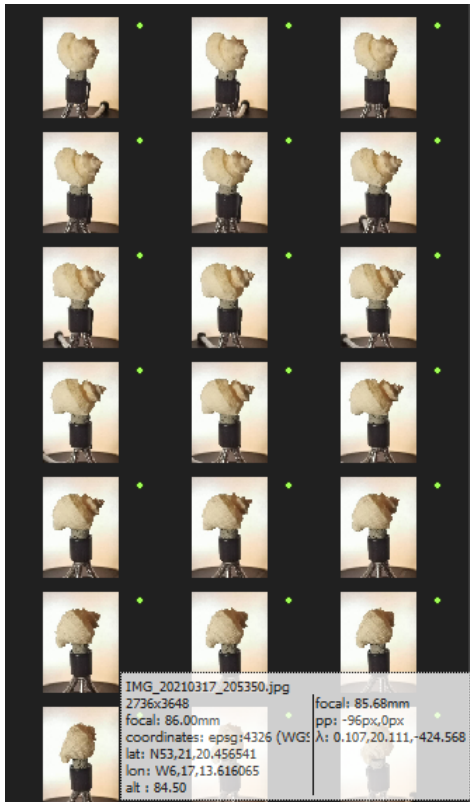 IMG_20210317_205350.jpg
2736x3648
focal: 86.00mm
coordinates: epsg:4326 (WGS
lat: N53,21,20.456541
lon: W6,17,13.616065
alt : 84.50
focal: 85.68mm
pp: -96px,0px
λ: 0.107,20.111,-424.568